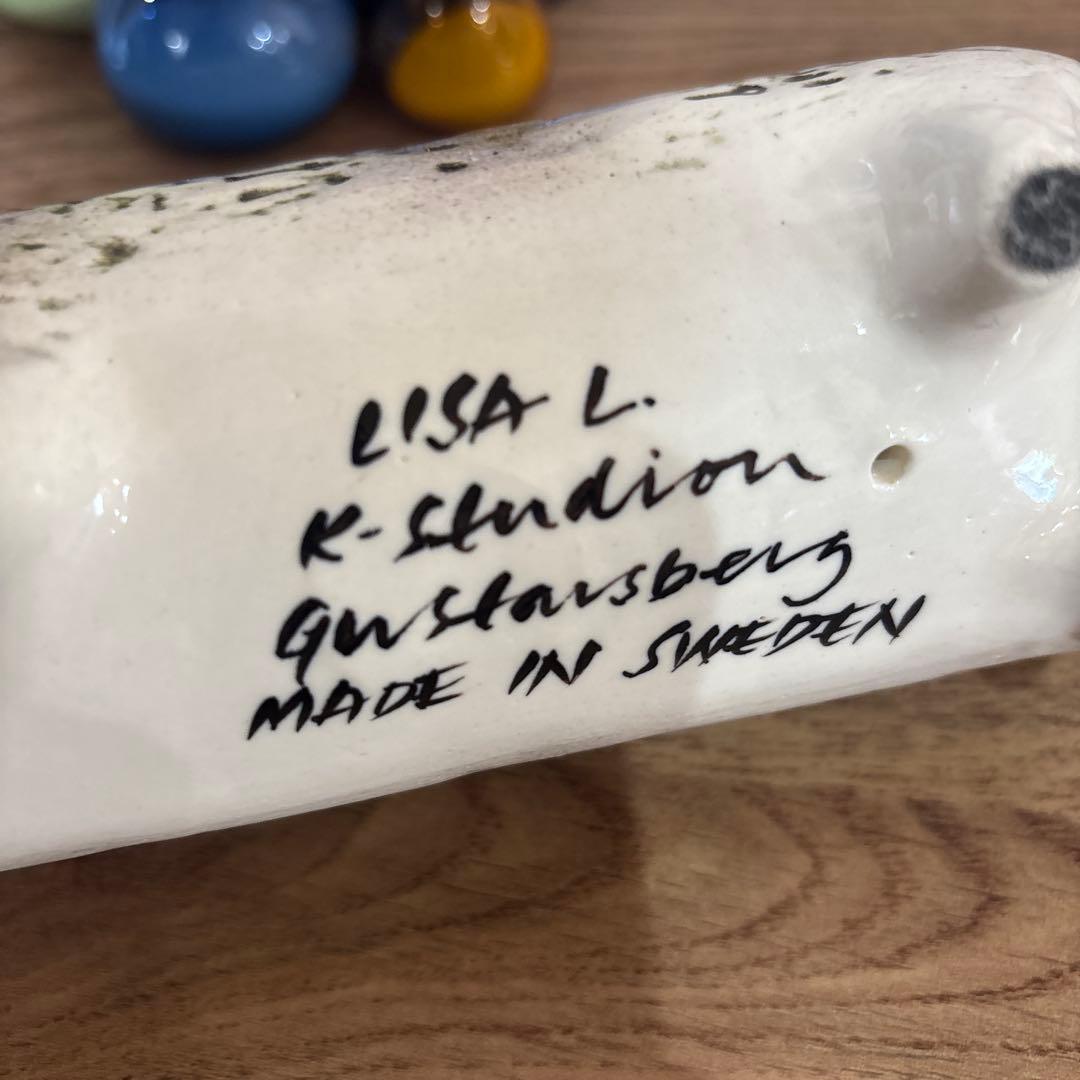 LISA L.
K-Studion
Gustavsberg
MADE IN SWEDEN